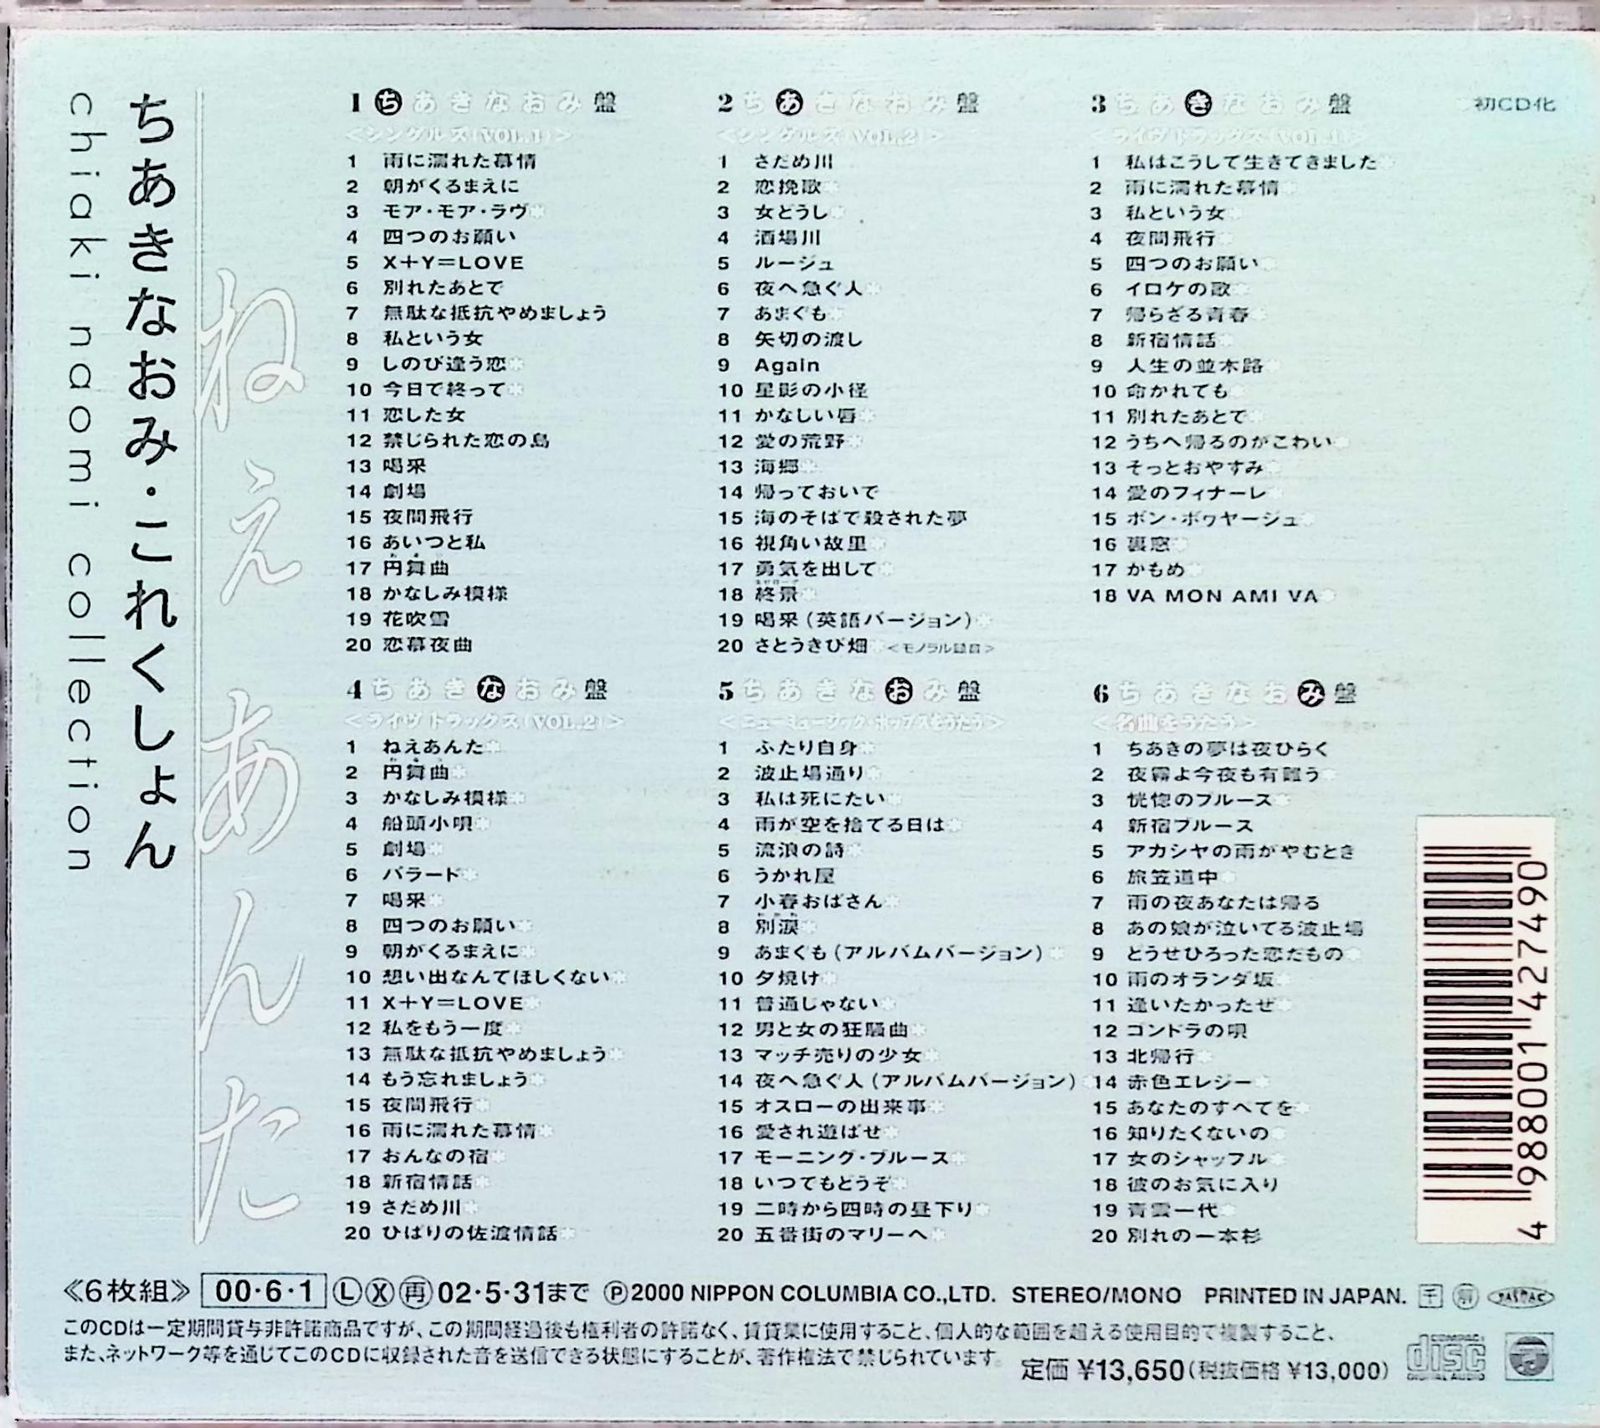 ちあきなおみ・これくしょん
chiaki naomi collection
ねえ あんた
＊初CD化
1 ちあきなおみ盤
＜シングルズ(VOL.1)＞
1 雨に濡れた慕情
2 朝がくるまえに
3 モア・モア・ラヴ＊
4 四つのお願い
5 X+Y=LOVE
6 別れたあとで
7 無駄な抵抗やめましょう
8 私という女
9 しのび逢う恋＊
10 今日で終って＊
11 恋した女
12 禁じられた恋の島
13 喝采
14 劇場
15 夜間飛行
16 あいつと私
17 円舞曲
18 かなしみ模様
19 花吹雪
20 恋慕夜曲
2 ちあきなおみ盤
＜シングルズ(VOL.2)＞
1 さだめ川
2 恋挽歌＊
3 女どうし＊
4 酒場川
5 ルージュ
6 夜へ急ぐ人＊
7 あまぐも＊
8 矢切の渡し
9 Again
10 星影の小径
11 かなしい唇＊
12 愛の荒野＊
13 海郷＊
14 帰っておいで
15 海のそばで殺された夢
16 視角い故里＊
17 勇気を出して＊
18 終景＊
19 喝采(英語バージョン)＊
20 さとうきび畑＊＜モノラル録音＞
3 ちあきなおみ盤
＜ライヴトラックス(VOL.1)＞
1 私はこうして生きてきました＊
2 雨に濡れた慕情＊
3 私という女＊
4 夜間飛行＊
5 四つのお願い＊
6 イロケの歌＊
7 帰らざる青春＊
8 新宿情話＊
9 人生の並木路＊
10 命かれても＊
11 別れたあとで＊
12 うちへ帰るのがこわい＊
13 そっとおやすみ＊
14 愛のフィナーレ＊
15 ボン・ボヮヤージュ＊
16 裏窓＊
17 かもめ＊
18 VA MON AMI VA＊
4 ちあきなおみ盤
＜ライヴトラックス(VOL.2)＞
1 ねえあんた＊
2 円舞曲＊
3 かなしみ模様＊
4 船頭小唄＊
5 劇場＊
6 バラード＊
7 喝采＊
8 四つのお願い＊
9 朝がくるまえに＊
10 想い出なんてほしくない＊
11 X+Y=LOVE＊
12 私をもう一度＊
13 無駄な抵抗やめましょう＊
14 もう忘れましょう＊
15 夜間飛行＊
16 雨に濡れた慕情＊
17 おんなの宿＊
18 新宿情話＊
19 さだめ川＊
20 ひばりの佐渡情話＊
5 ちあきなおみ盤
＜ニューミュージック・ポップスをうたう＞
1 ふたり自身＊
2 波止場通り＊
3 私は死にたい＊
4 雨が空を捨てる日は＊
5 流浪の詩＊
6 うかれ屋
7 小春おばさん＊
8 別涙＊
9 あまぐも(アルバムバージョン)＊
10 夕焼け＊
11 普通じゃない＊
12 男と女の狂騒曲＊
13 マッチ売りの少女＊
14 夜へ急ぐ人(アルバムバージョン)＊
15 オスローの出来事＊
16 愛され遊ばせ＊
17 モーニング・ブルース＊
18 いつでもどうぞ＊
19 二時から四時の昼下り＊
20 五番街のマリーへ＊
6 ちあきなおみ盤
＜名曲をうたう＞
1 ちあきの夢は夜ひらく
2 夜霧よ今夜も有難う＊
3 恍惚のブルース＊
4 新宿ブルース
5 アカシヤの雨がやむとき
6 旅笠道中＊
7 雨の夜あなたは帰る
8 あの娘が泣いてる波止場
9 どうせひろった恋だもの＊
10 雨のオランダ坂＊
11 逢いたかったぜ＊
12 ゴンドラの唄
13 北帰行＊
14 赤色エレジー＊
15 あなたのすべてを＊
16 知りたくないの＊
17 女のシャッフル＊
18 彼のお気に入り
19 青雲一代＊
20 別れの一本杉
4 988001 427490
≪6枚組≫ 00・6・1 Ⓛ Ⓧ 再 02・5・31まで Ⓟ2000 NIPPON COLUMBIA CO.,LTD. STEREO/MONO PRINTED IN JAPAN. JASRAC
このCDは一定期間貸与非許諾商品ですが、この期間経過後も権利者の許諾なく、賃貸業に使用すること、個人的な範囲を超える使用目的で複製すること、
また、ネットワーク等を通じてこのCDに収録された音を送信できる状態にすることが、著作権法で禁じられています。
定価 ¥13,650(税抜価格 ¥13,000)
COMPACT disc DIGITAL AUDIO